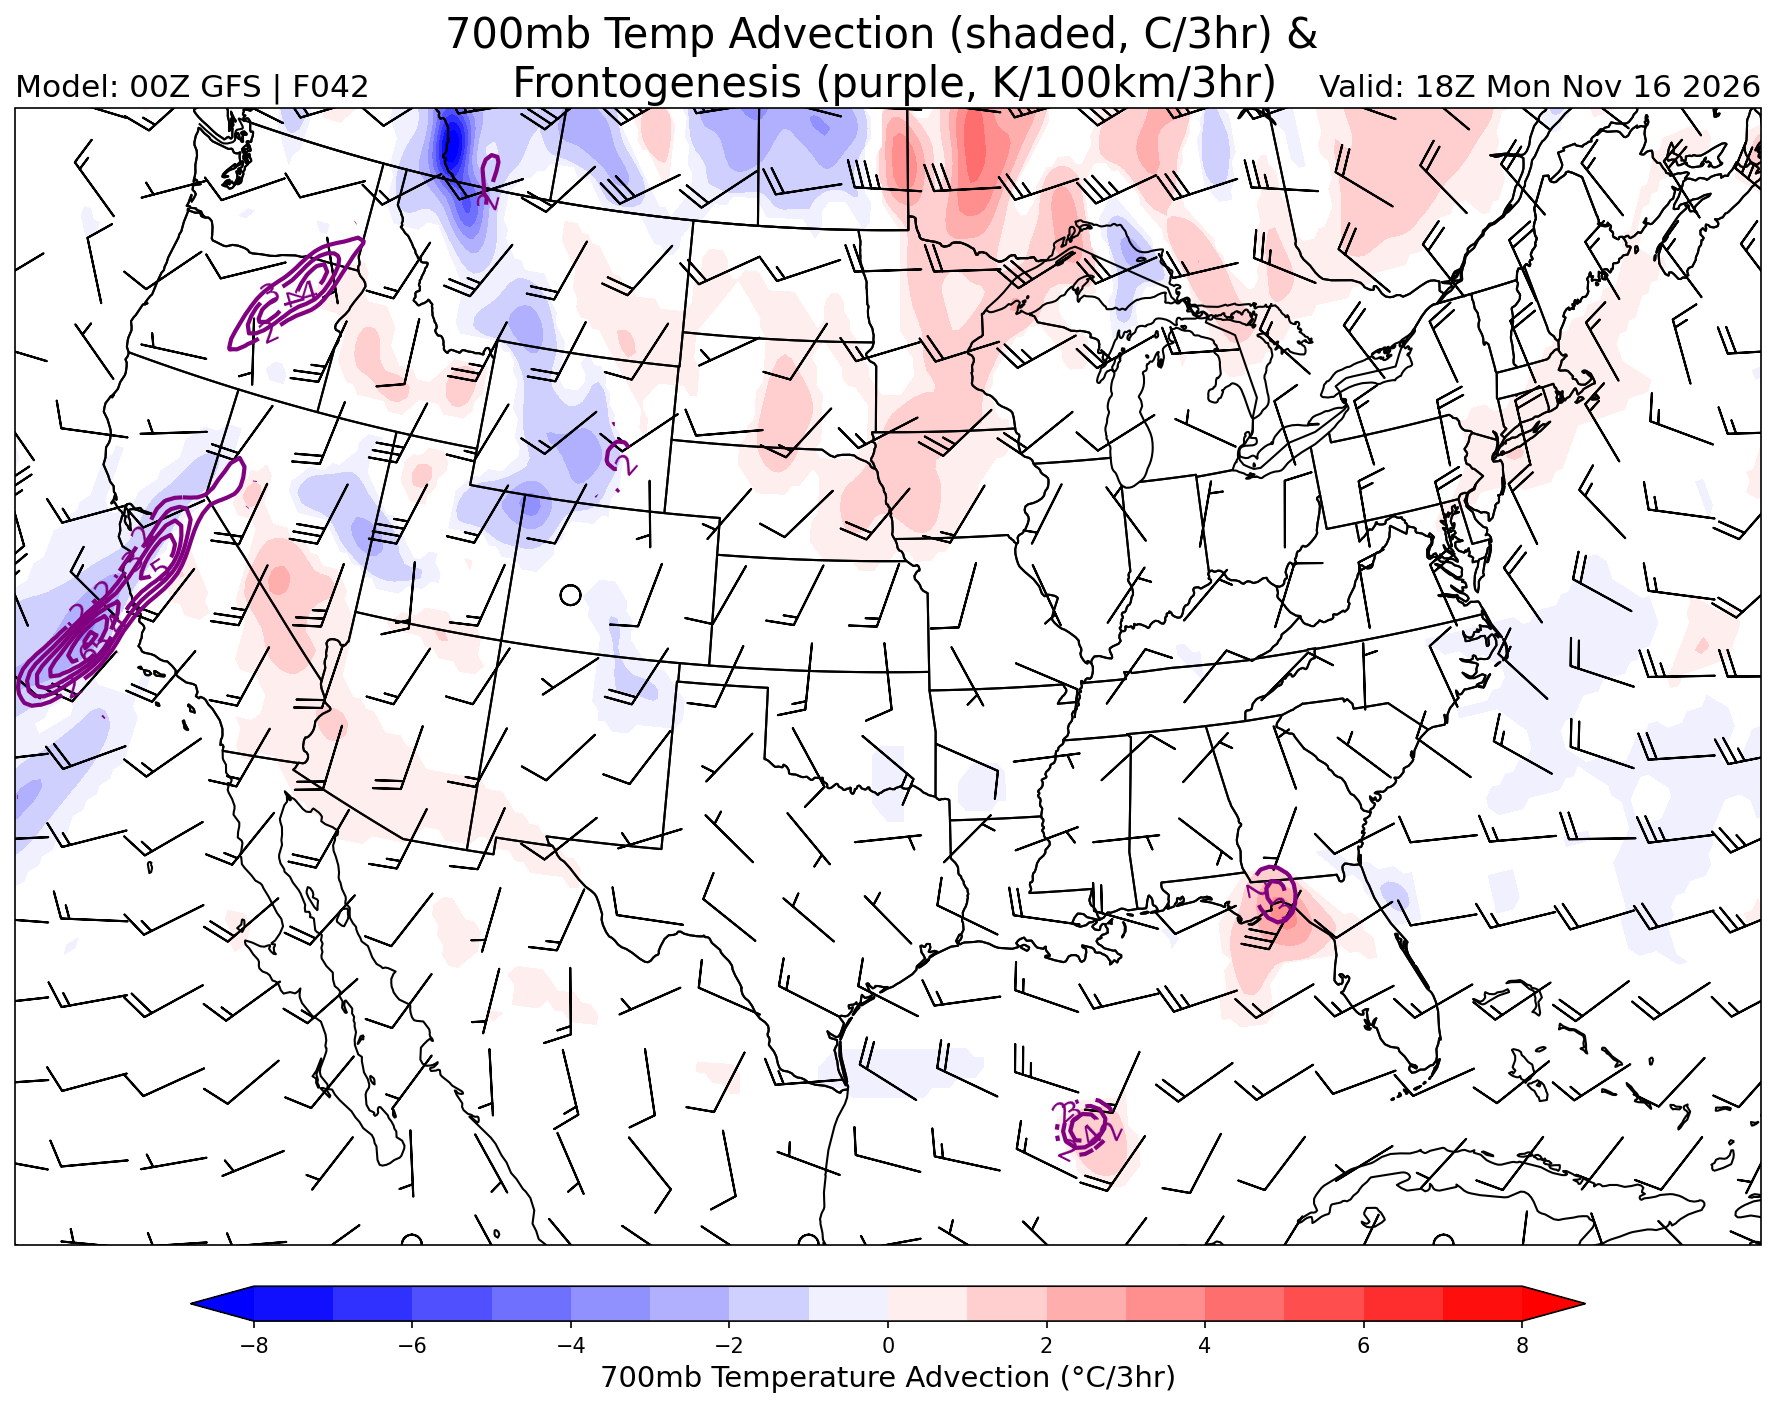 700mb Temp Advection (shaded, C/3hr) &
Frontogenesis (purple, K/100km/3hr)
Model: 00Z GFS | F042
Valid: 18Z Mon Nov 16 2026
−8 −6 −4 −2 0 2 4 6 8
700mb Temperature Advection (°C/3hr)